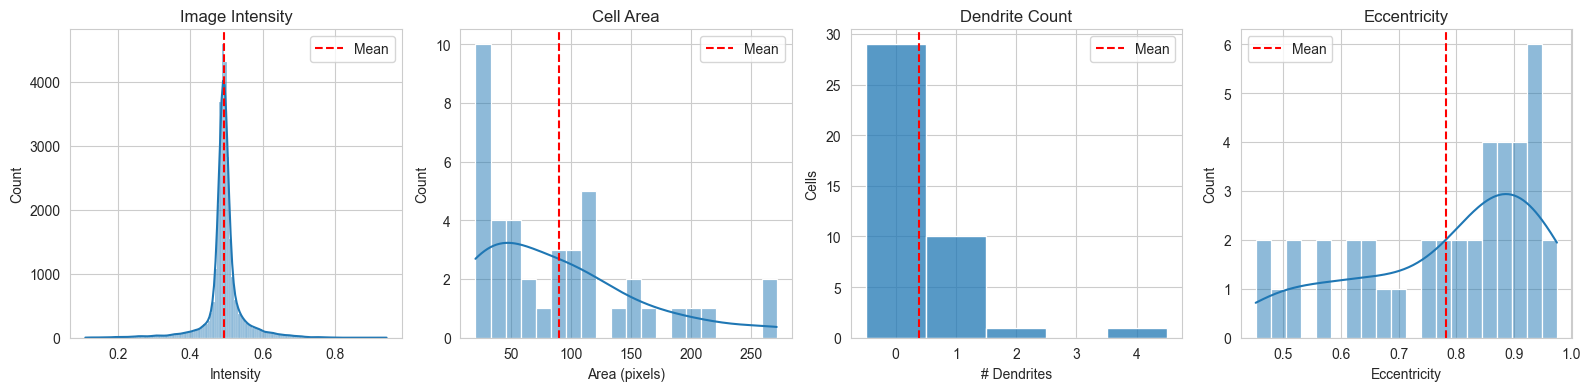 Image Intensity
Mean
Count
4000
3000
2000
1000
0
0.2 0.4 0.6 0.8
Intensity
Cell Area
Mean
Count
10
8
6
4
2
0
50 100 150 200 250
Area (pixels)
Dendrite Count
Mean
Cells
30
25
20
15
10
5
0
0 1 2 3 4
# Dendrites
Eccentricity
Mean
Count
6
5
4
3
2
1
0
0.5 0.6 0.7 0.8 0.9 1.0
Eccentricity